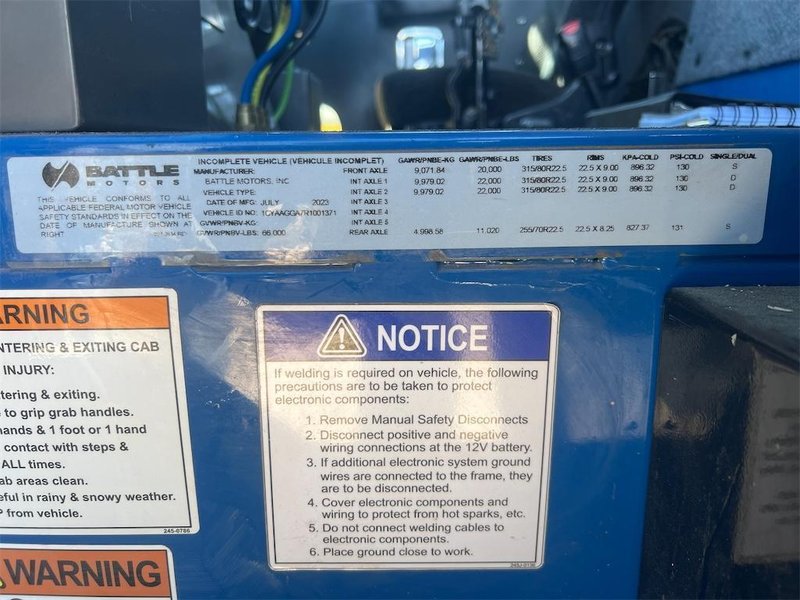 BATTLE
MOTORS
THIS VEHICLE CONFORMS TO ALL
APPLICABLE FEDERAL MOTOR VEHICLE
SAFETY STANDARDS IN EFFECT ON THE
DATE OF MANUFACTURE SHOWN AT
RIGHT
INCOMPLETE VEHICLE (VEHICULE INCOMPLET)
MANUFACTURER:
BATTLE MOTORS, INC
VEHICLE TYPE:
DATE OF MFG: JULY 2023
VEHICLE ID NO:
GVWR/PNBV-KG:
GVWR/PNBV-LBS: 66,000
GAWR/PNBE-KG GAWR/PNBE-LBS TIRES RIMS KPA-COLD PSI-COLD SINGLE/DUAL
FRONT AXLE 9,071.84 20,000 315/80R22.5 22.5 X 9.00 896.32 130 S
INT AXLE 1 9,979.02 22,000 315/80R22.5 22.5 X 9.00 896.32 130 D
INT AXLE 2 9,979.02 22,000 315/80R22.5 22.5 X 9.00 896.32 130 D
INT AXLE 3
INT AXLE 4
INT AXLE 5
REAR AXLE 4,998.58 11,020 255/70R22.5 22.5 X 8.25 827.37 131 S
ARNING
NTERING & EXITING CAB
INJURY:
tering & exiting.
e to grip grab handles.
hands & 1 foot or 1 hand
contact with steps &
ALL times.
ab areas clean.
eful in rainy & snowy weather.
P from vehicle.
245-0786
WARNING
NOTICE
If welding is required on vehicle, the following
precautions are to be taken to protect
electronic components:
1. Remove Manual Safety Disconnects
2. Disconnect positive and negative
wiring connections at the 12V battery.
3. If additional electronic system ground
wires are connected to the frame, they
are to be disconnected.
4. Cover electronic components and
wiring to protect from hot sparks, etc.
5. Do not connect welding cables to
electronic components.
6. Place ground close to work.